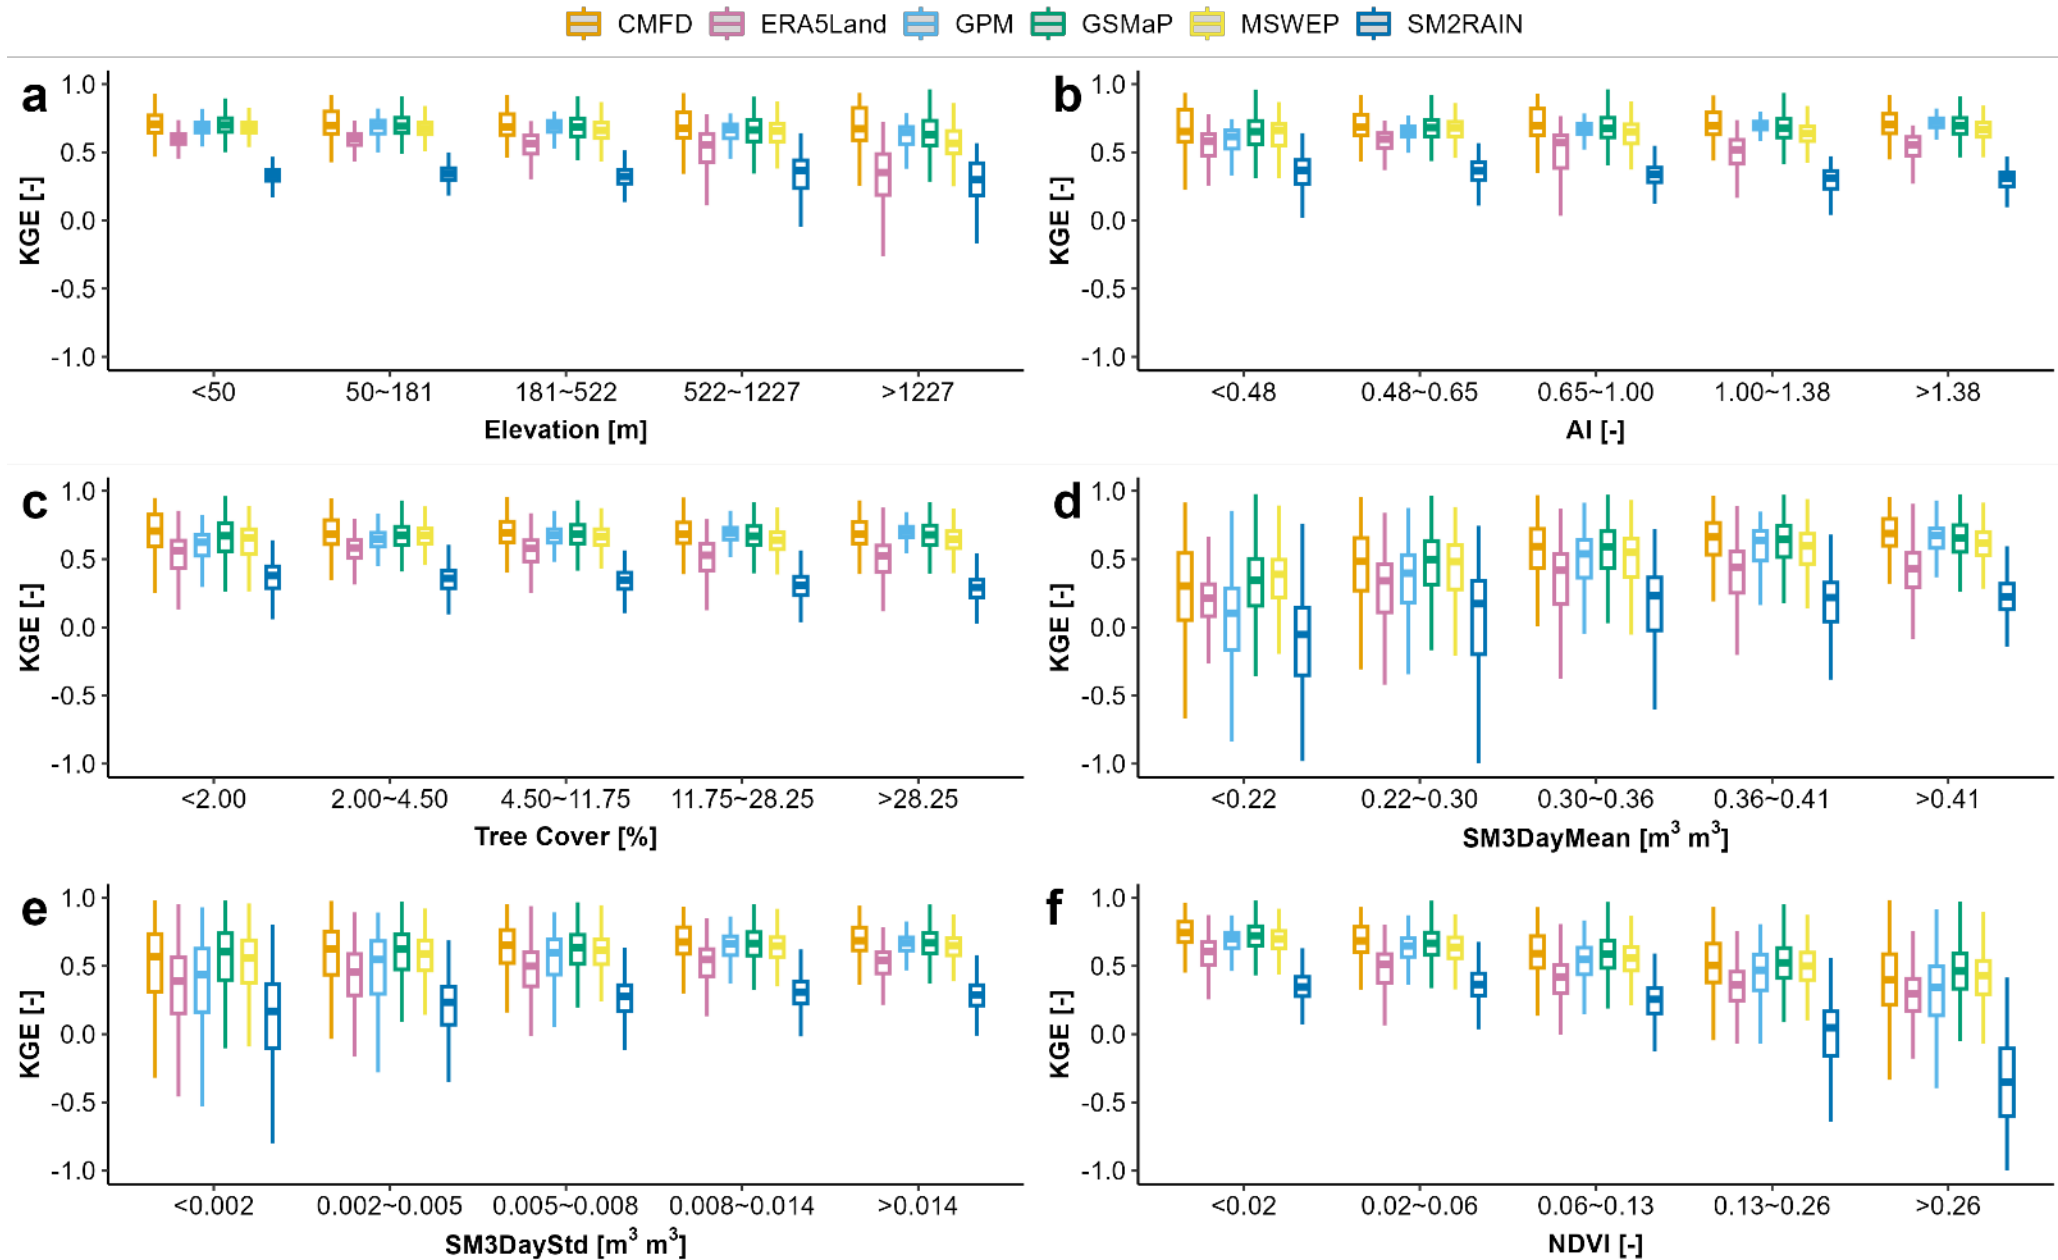 CMFD ERA5Land GPM GSMaP MSWEP SM2RAIN
a
1.0
0.5
0.0
-0.5
-1.0
KGE [-]
<50 50~181 181~522 522~1227 >1227
Elevation [m]
b
1.0
0.5
0.0
-0.5
-1.0
KGE [-]
<0.48 0.48~0.65 0.65~1.00 1.00~1.38 >1.38
AI [-]
c
1.0
0.5
0.0
-0.5
-1.0
KGE [-]
<2.00 2.00~4.50 4.50~11.75 11.75~28.25 >28.25
Tree Cover [%]
d
1.0
0.5
0.0
-0.5
-1.0
KGE [-]
<0.22 0.22~0.30 0.30~0.36 0.36~0.41 >0.41
SM3DayMean [m³ m³]
e
1.0
0.5
0.0
-0.5
-1.0
KGE [-]
<0.002 0.002~0.005 0.005~0.008 0.008~0.014 >0.014
SM3DayStd [m³ m³]
f
1.0
0.5
0.0
-0.5
-1.0
KGE [-]
<0.02 0.02~0.06 0.06~0.13 0.13~0.26 >0.26
NDVI [-]